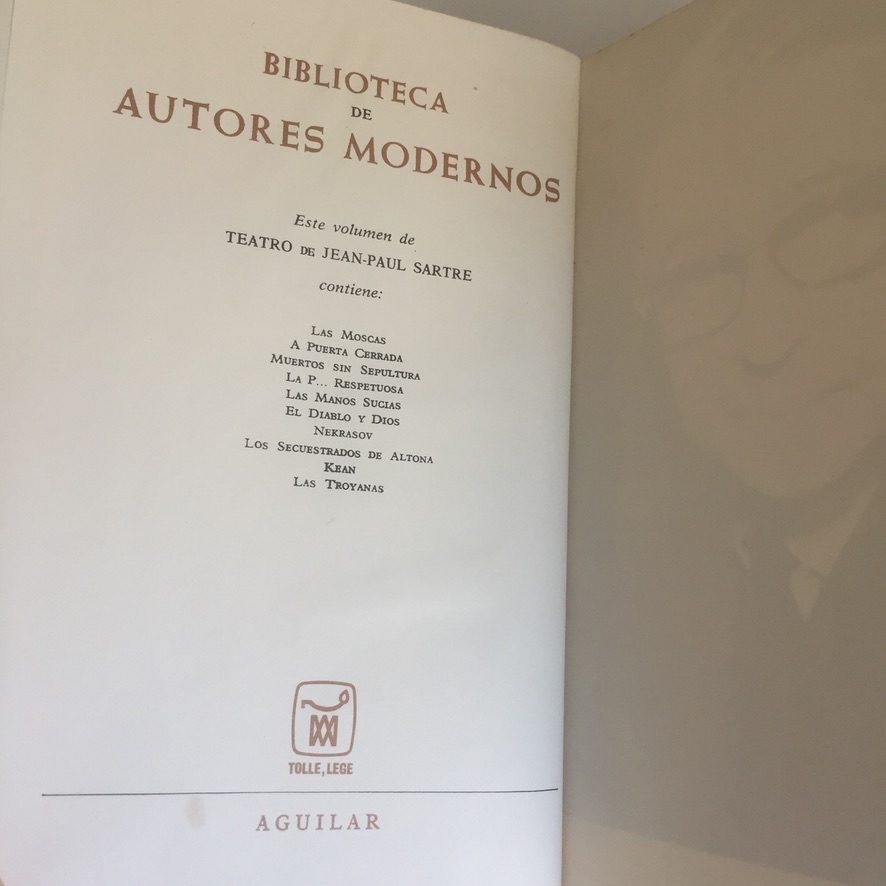 BIBLIOTECA
DE
AUTORES MODERNOS
Este volumen de
TEATRO DE JEAN-PAUL SARTRE
contiene:
LAS MOSCAS
A PUERTA CERRADA
MUERTOS SIN SEPULTURA
LA P... RESPETUOSA
LAS MANOS SUCIAS
EL DIABLO Y DIOS
NEKRASOV
LOS SECUESTRADOS DE ALTONA
KEAN
LAS TROYANAS
TOLLE, LEGE
AGUILAR